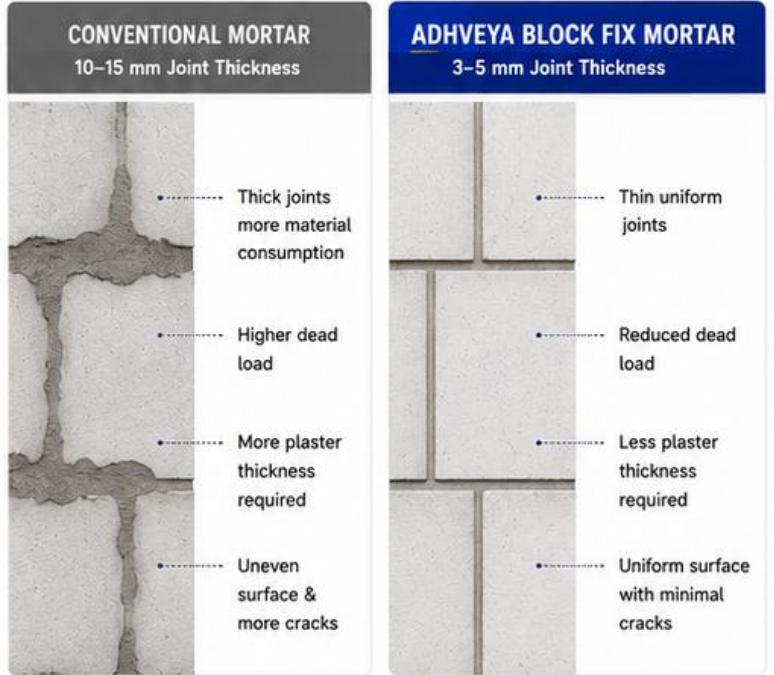 CONVENTIONAL MORTAR
10–15 mm Joint Thickness
Thick joints
more material
consumption
Higher dead
load
More plaster
thickness
required
Uneven
surface &
more cracks
ADHVEYA BLOCK FIX MORTAR
3–5 mm Joint Thickness
Thin uniform
joints
Reduced dead
load
Less plaster
thickness
required
Uniform surface
with minimal
cracks